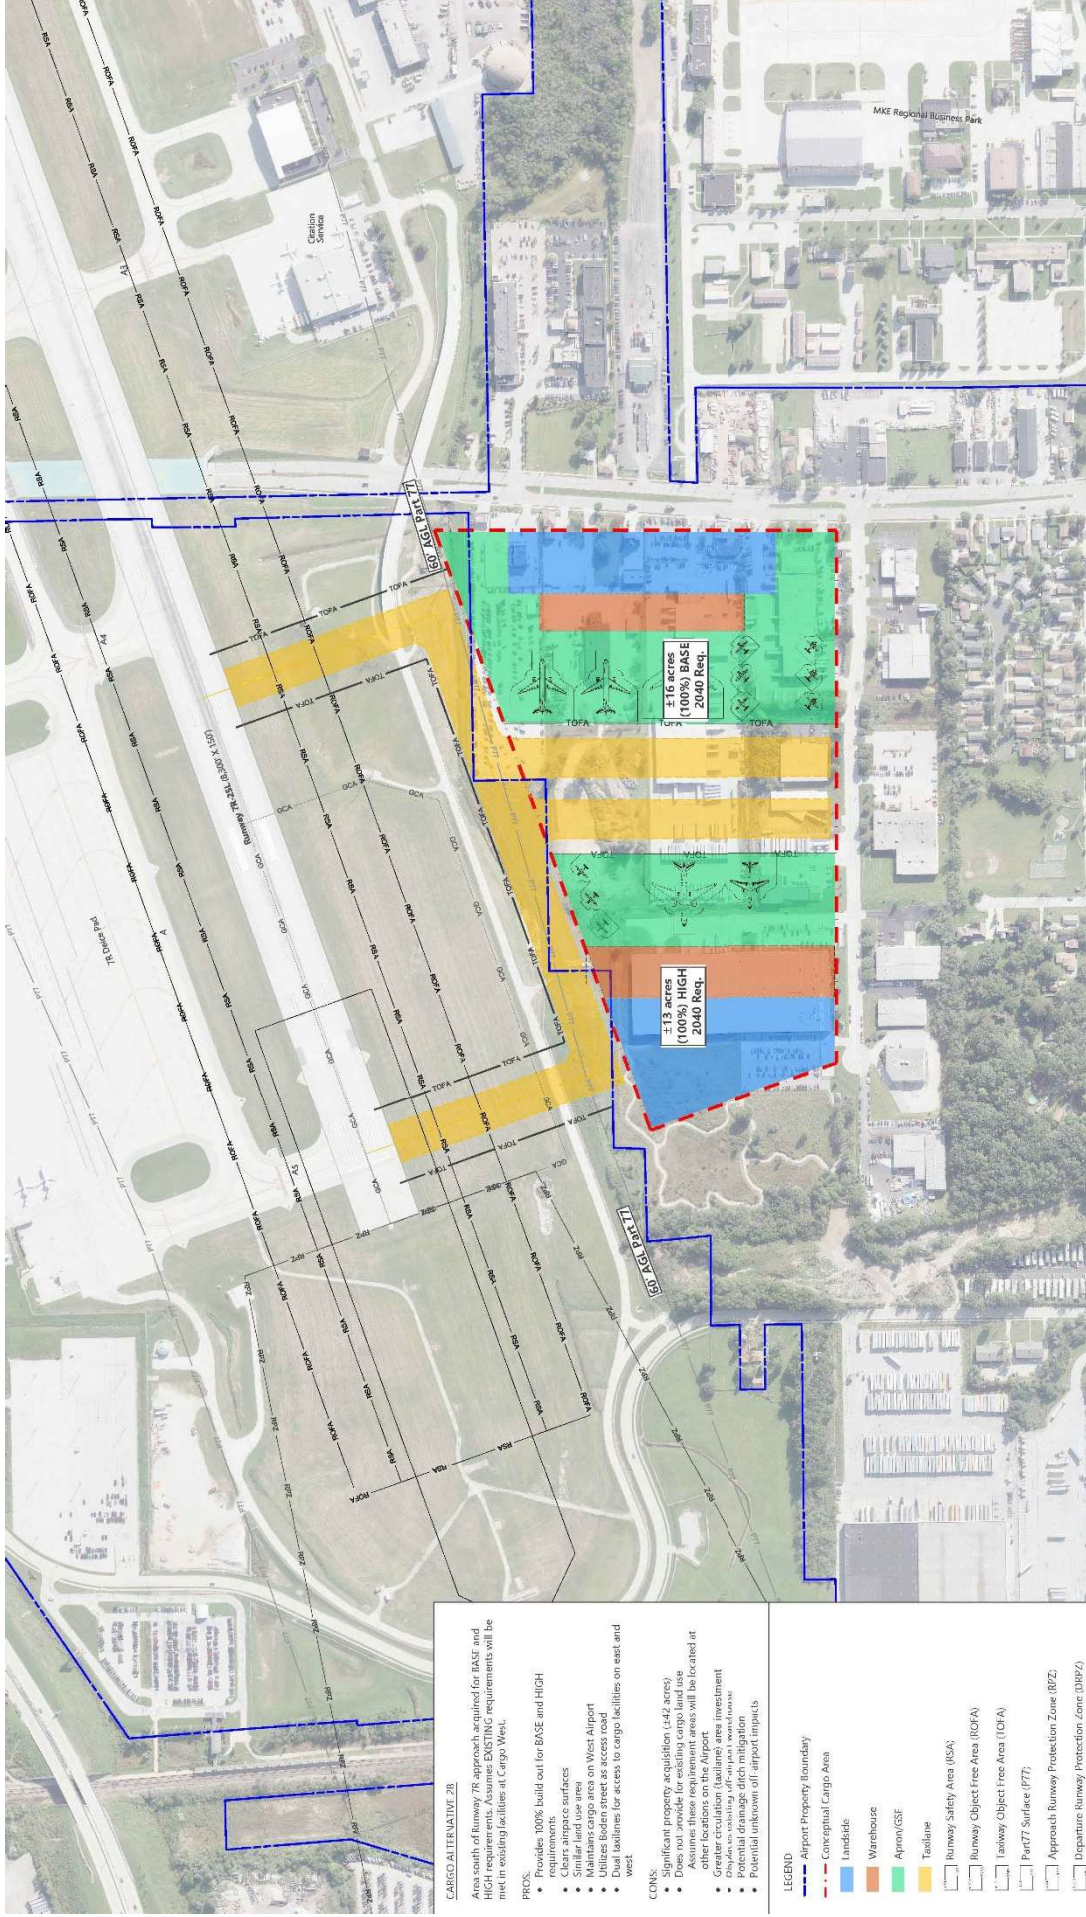 CARGO ALTERNATIVE 2B
Area south of Runway 7R approach acquired for BASE and
HIGH requirements. Assumes EXISTING requirements will be
met in existing facilities at Cargo West.
PROS:
• Provides 100% build out for BASE and HIGH
requirements
• Clears airspace surfaces
• Similar land use area
• Maintains cargo area on West Airport
• Utilizes Boden street as access road
• Dual taxilanes for access to cargo facilities on east and
west
CONS:
• Significant property acquisition (±42 acres)
• Does not provide for existing cargo land use
Assumes these requirement areas will be located at
other locations on the Airport
• Greater circulation (taxilane) area investment
• Potential drainage ditch mitigation
• Potential unknown off-airport impacts
LEGEND
Airport Property Boundary
Conceptual Cargo Area
Landside
Warehouse
Apron/GSE
Taxilane
Runway Safety Area (RSA)
Runway Object Free Area (ROFA)
Taxiway Object Free Area (TOFA)
Part77 Surface (P77)
Approach Runway Protection Zone (RPZ)
Departure Runway Protection Zone (DRPZ)
7R Deice Pad
Runway 7R-25L (8,300' X 150')
A
A3
A4
A5
Citation
Service
MKE Regional Business Park
60' AGL Part 77
60' AGL Part 77
±16 acres
(100%) BASE
2040 Req.
±13 acres
(100%) HIGH
2040 Req.
RSA
ROFA
TOFA
GCA
RPZ
P77